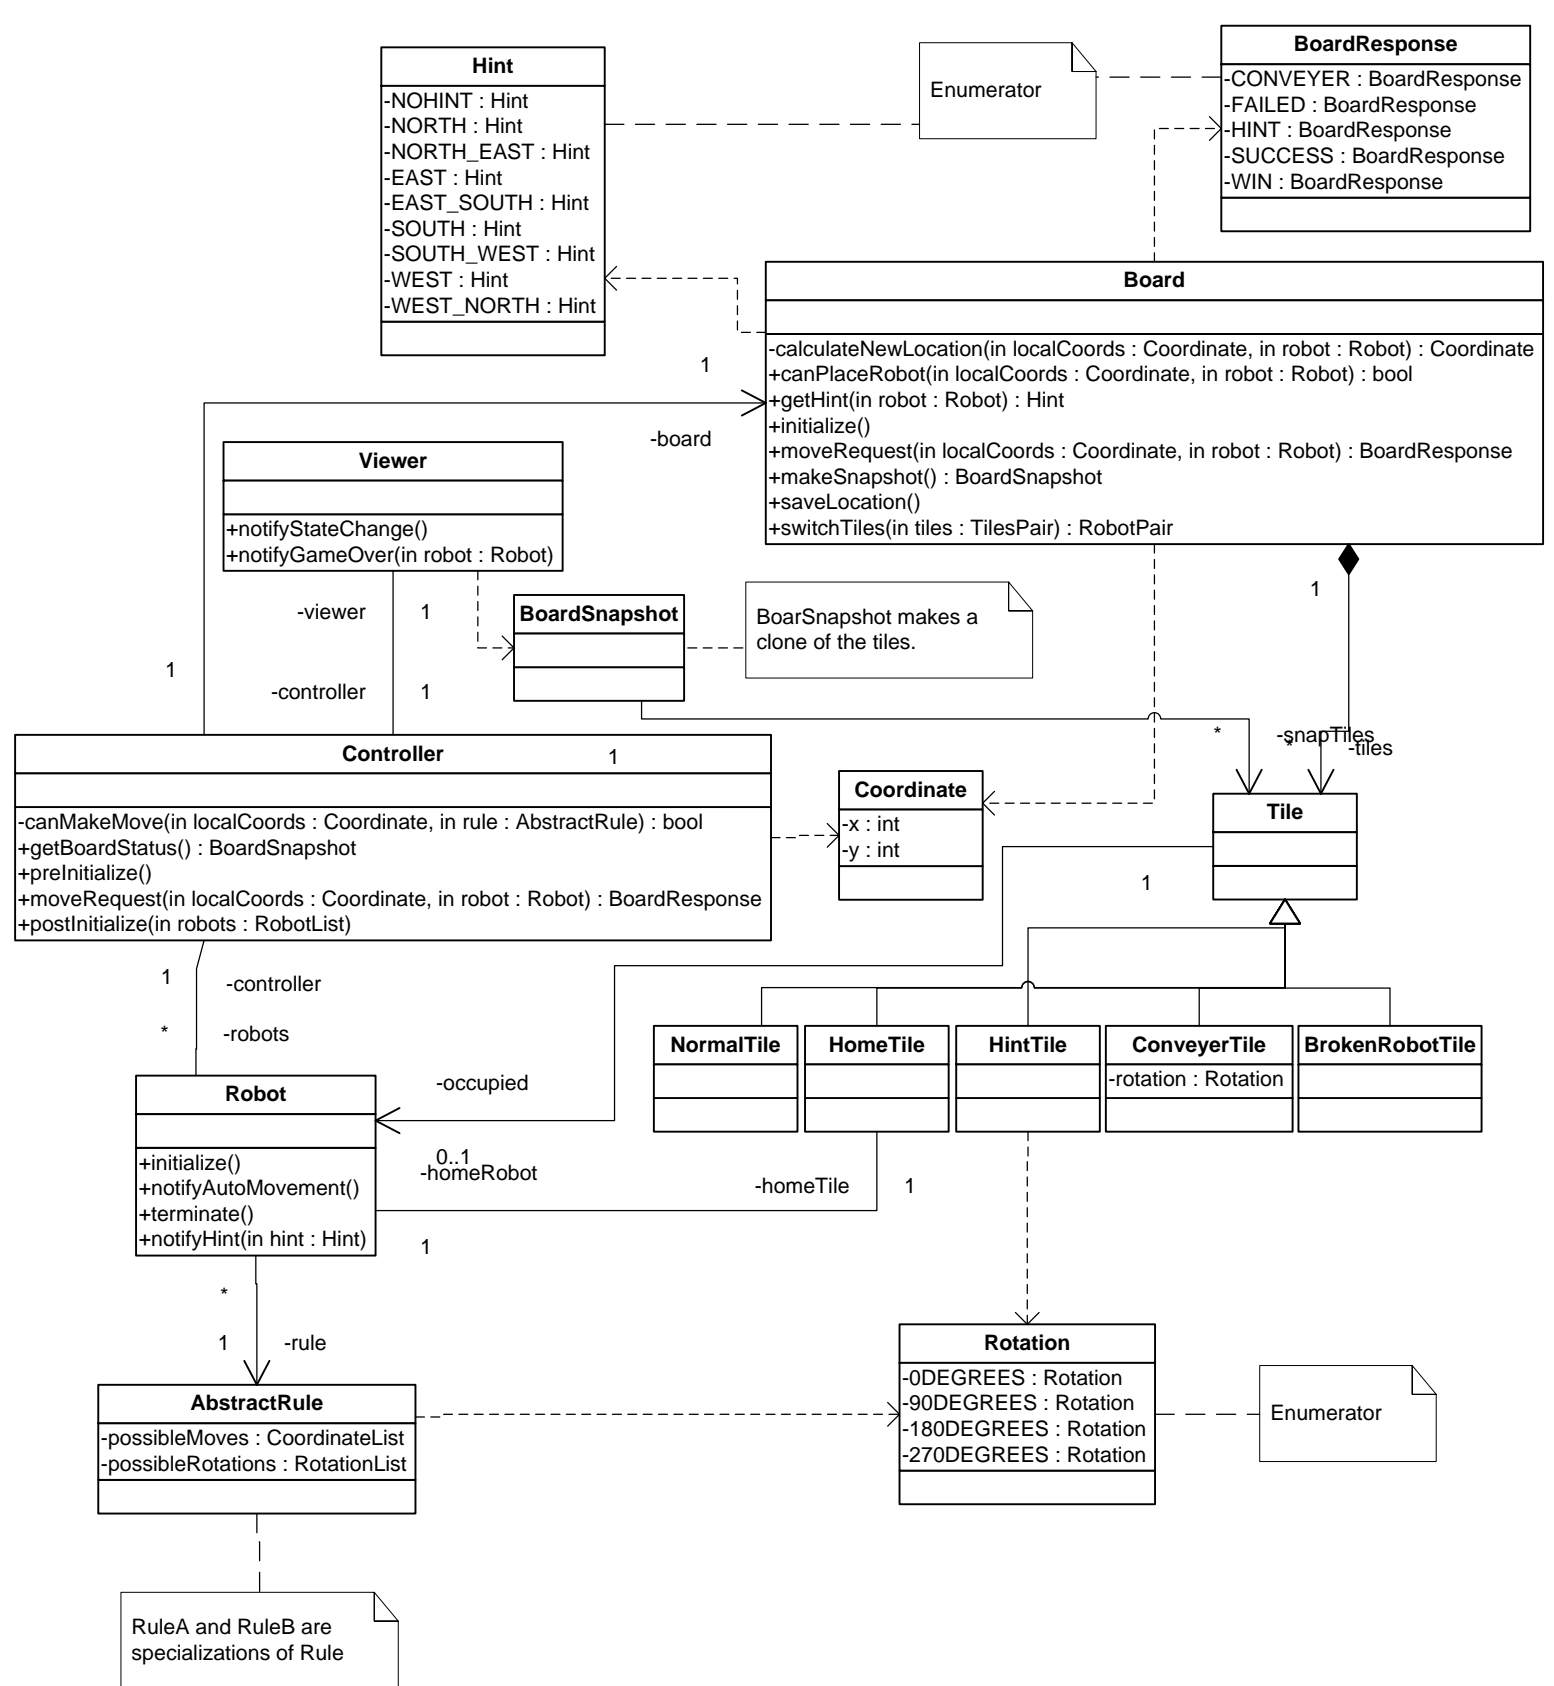 Hint
-NOHINT : Hint
-NORTH : Hint
-NORTH_EAST : Hint
-EAST : Hint
-EAST_SOUTH : Hint
-SOUTH : Hint
-SOUTH_WEST : Hint
-WEST : Hint
-WEST_NORTH : Hint
Enumerator
BoardResponse
-CONVEYER : BoardResponse
-FAILED : BoardResponse
-HINT : BoardResponse
-SUCCESS : BoardResponse
-WIN : BoardResponse
Board
-calculateNewLocation(in localCoords : Coordinate, in robot : Robot) : Coordinate
+canPlaceRobot(in localCoords : Coordinate, in robot : Robot) : bool
+getHint(in robot : Robot) : Hint
+initialize()
+moveRequest(in localCoords : Coordinate, in robot : Robot) : BoardResponse
+makeSnapshot() : BoardSnapshot
+saveLocation()
+switchTiles(in tiles : TilesPair) : RobotPair
1
-board
Viewer
+notifyStateChange()
+notifyGameOver(in robot : Robot)
-viewer
1
BoardSnapshot
BoarSnapshot makes a
clone of the tiles.
1
1
-controller
1
*
-snapTiles
*
-tiles
Controller
1
-canMakeMove(in localCoords : Coordinate, in rule : AbstractRule) : bool
+getBoardStatus() : BoardSnapshot
+preInitialize()
+moveRequest(in localCoords : Coordinate, in robot : Robot) : BoardResponse
+postInitialize(in robots : RobotList)
Coordinate
-x : int
-y : int
Tile
1
1
-controller
*
-robots
NormalTile
HomeTile
HintTile
ConveyerTile
-rotation : Rotation
BrokenRobotTile
Robot
+initialize()
+notifyAutoMovement()
+terminate()
+notifyHint(in hint : Hint)
-occupied
0..1
-homeRobot
1
-homeTile
1
*
1
-rule
AbstractRule
-possibleMoves : CoordinateList
-possibleRotations : RotationList
Rotation
-0DEGREES : Rotation
-90DEGREES : Rotation
-180DEGREES : Rotation
-270DEGREES : Rotation
Enumerator
RuleA and RuleB are
specializations of Rule